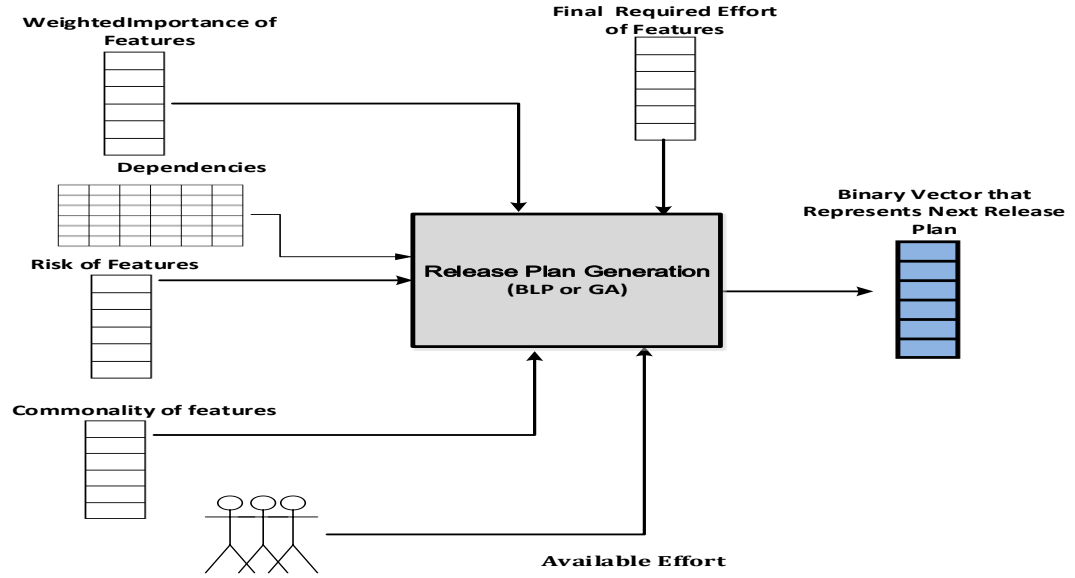 WeightedImportance of
Features
Final Required Effort
of Features
Dependencies
Binary Vector that
Represents Next Release
Plan
Risk of Features
Release Plan Generation
(BLP or GA)
Commonality of features
Available Effort